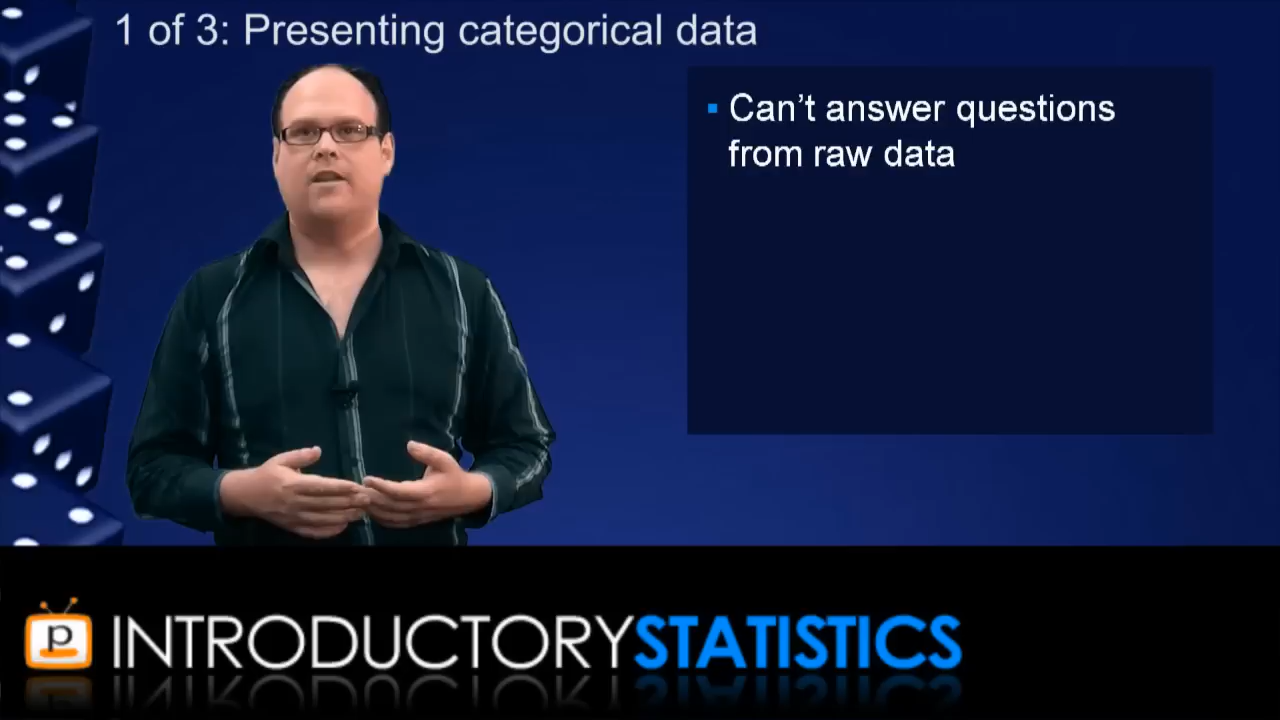 1 of 3: Presenting categorical data
▪ Can't answer questions
from raw data
p INTRODUCTORYSTATISTICS